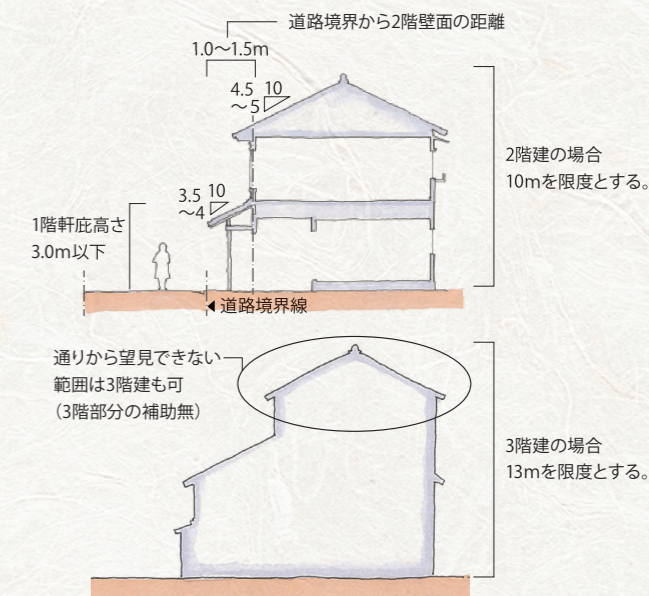 道路境界から2階壁面の距離
1.0〜1.5m
4.5
〜5
10
2階建の場合
10mを限度とする。
3.5
〜4
10
1階軒庇高さ
3.0m以下
道路境界線
通りから望見できない
範囲は3階建も可
（3階部分の補助無）
3階建の場合
13mを限度とする。